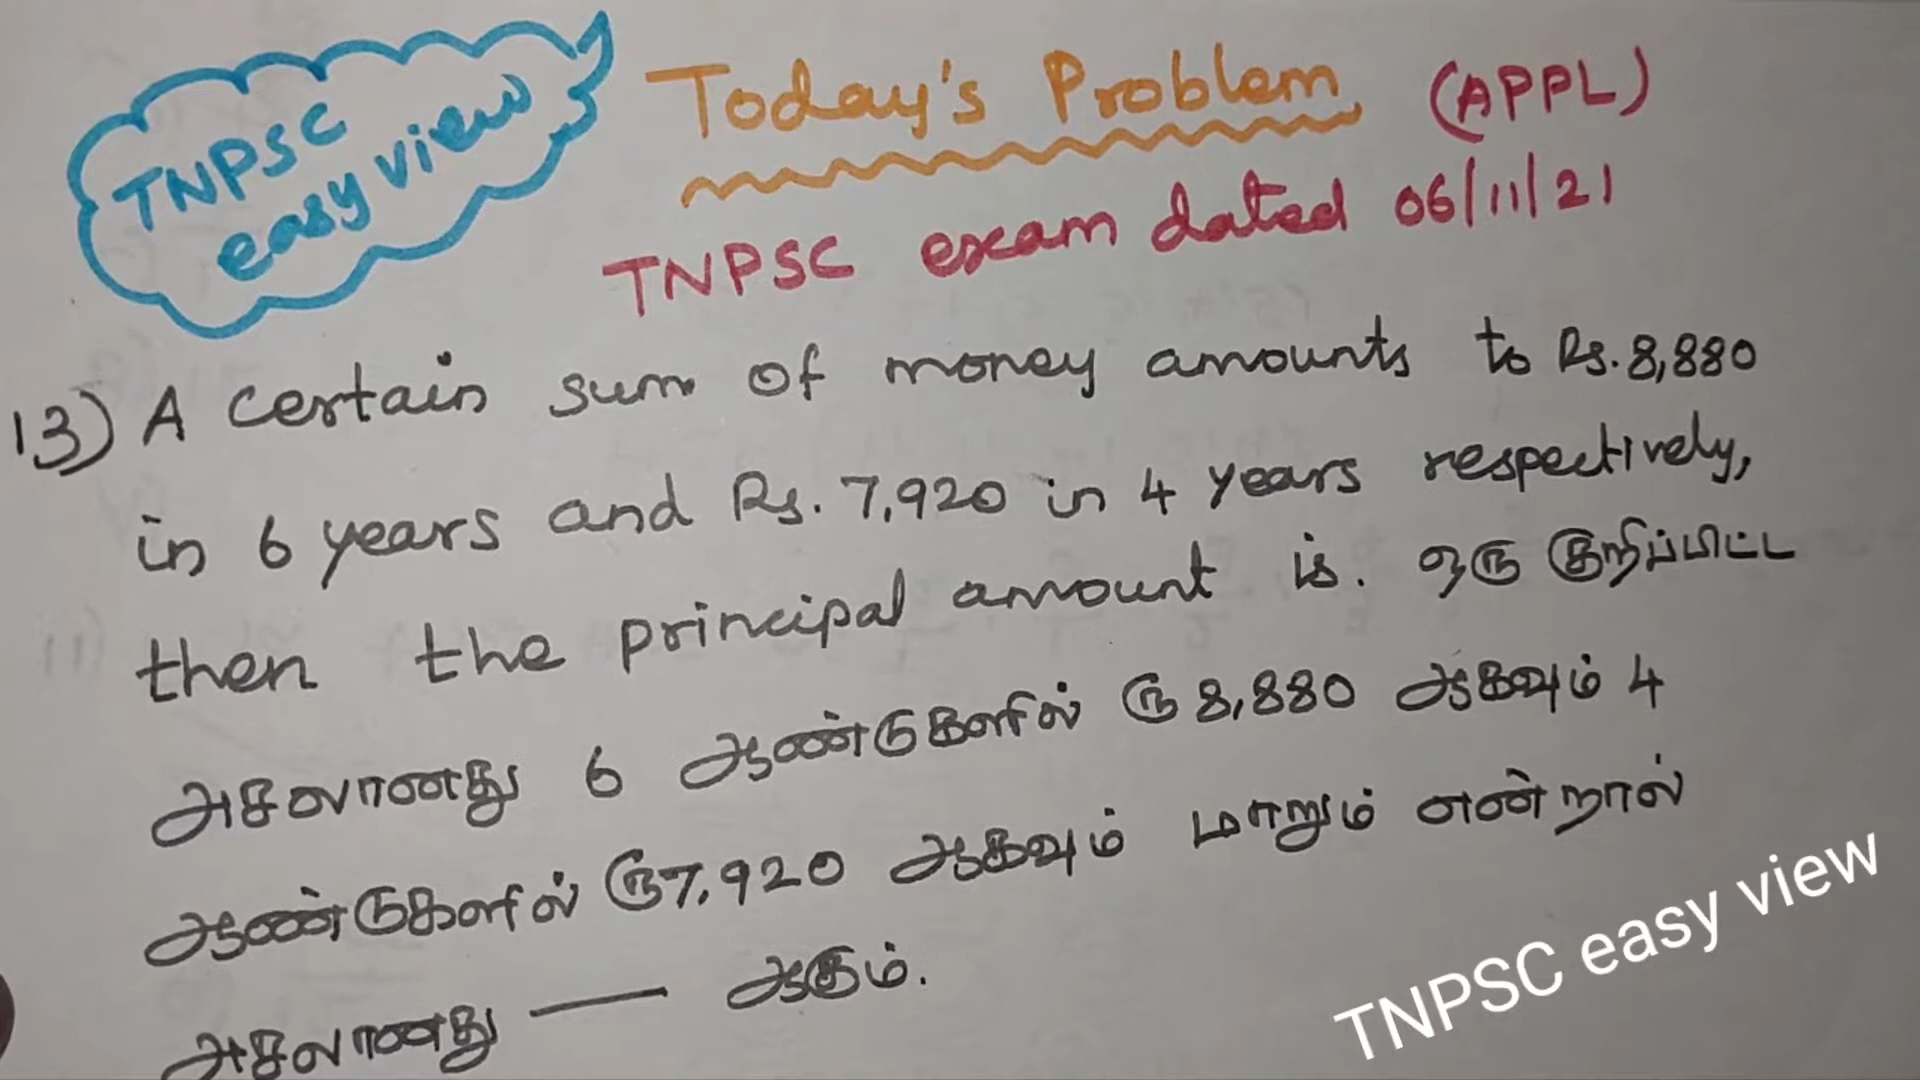 TNPSC
easy view
Today's Problem (APPL)
TNPSC exam dated 06/11/21
13) A certain sum of money amounts to Rs.8,880
in 6 years and Rs. 7,920 in 4 years respectively,
then the principal amount is. ஒரு குறிப்பிட்ட
அசலானது 6 ஆண்டுகளில் ரூ 8,880 ஆகவும் 4
ஆண்டுகளில் ரூ7,920 ஆகவும் மாறும் எண்றால்
அசலானது — ஆகும்.
TNPSC easy view